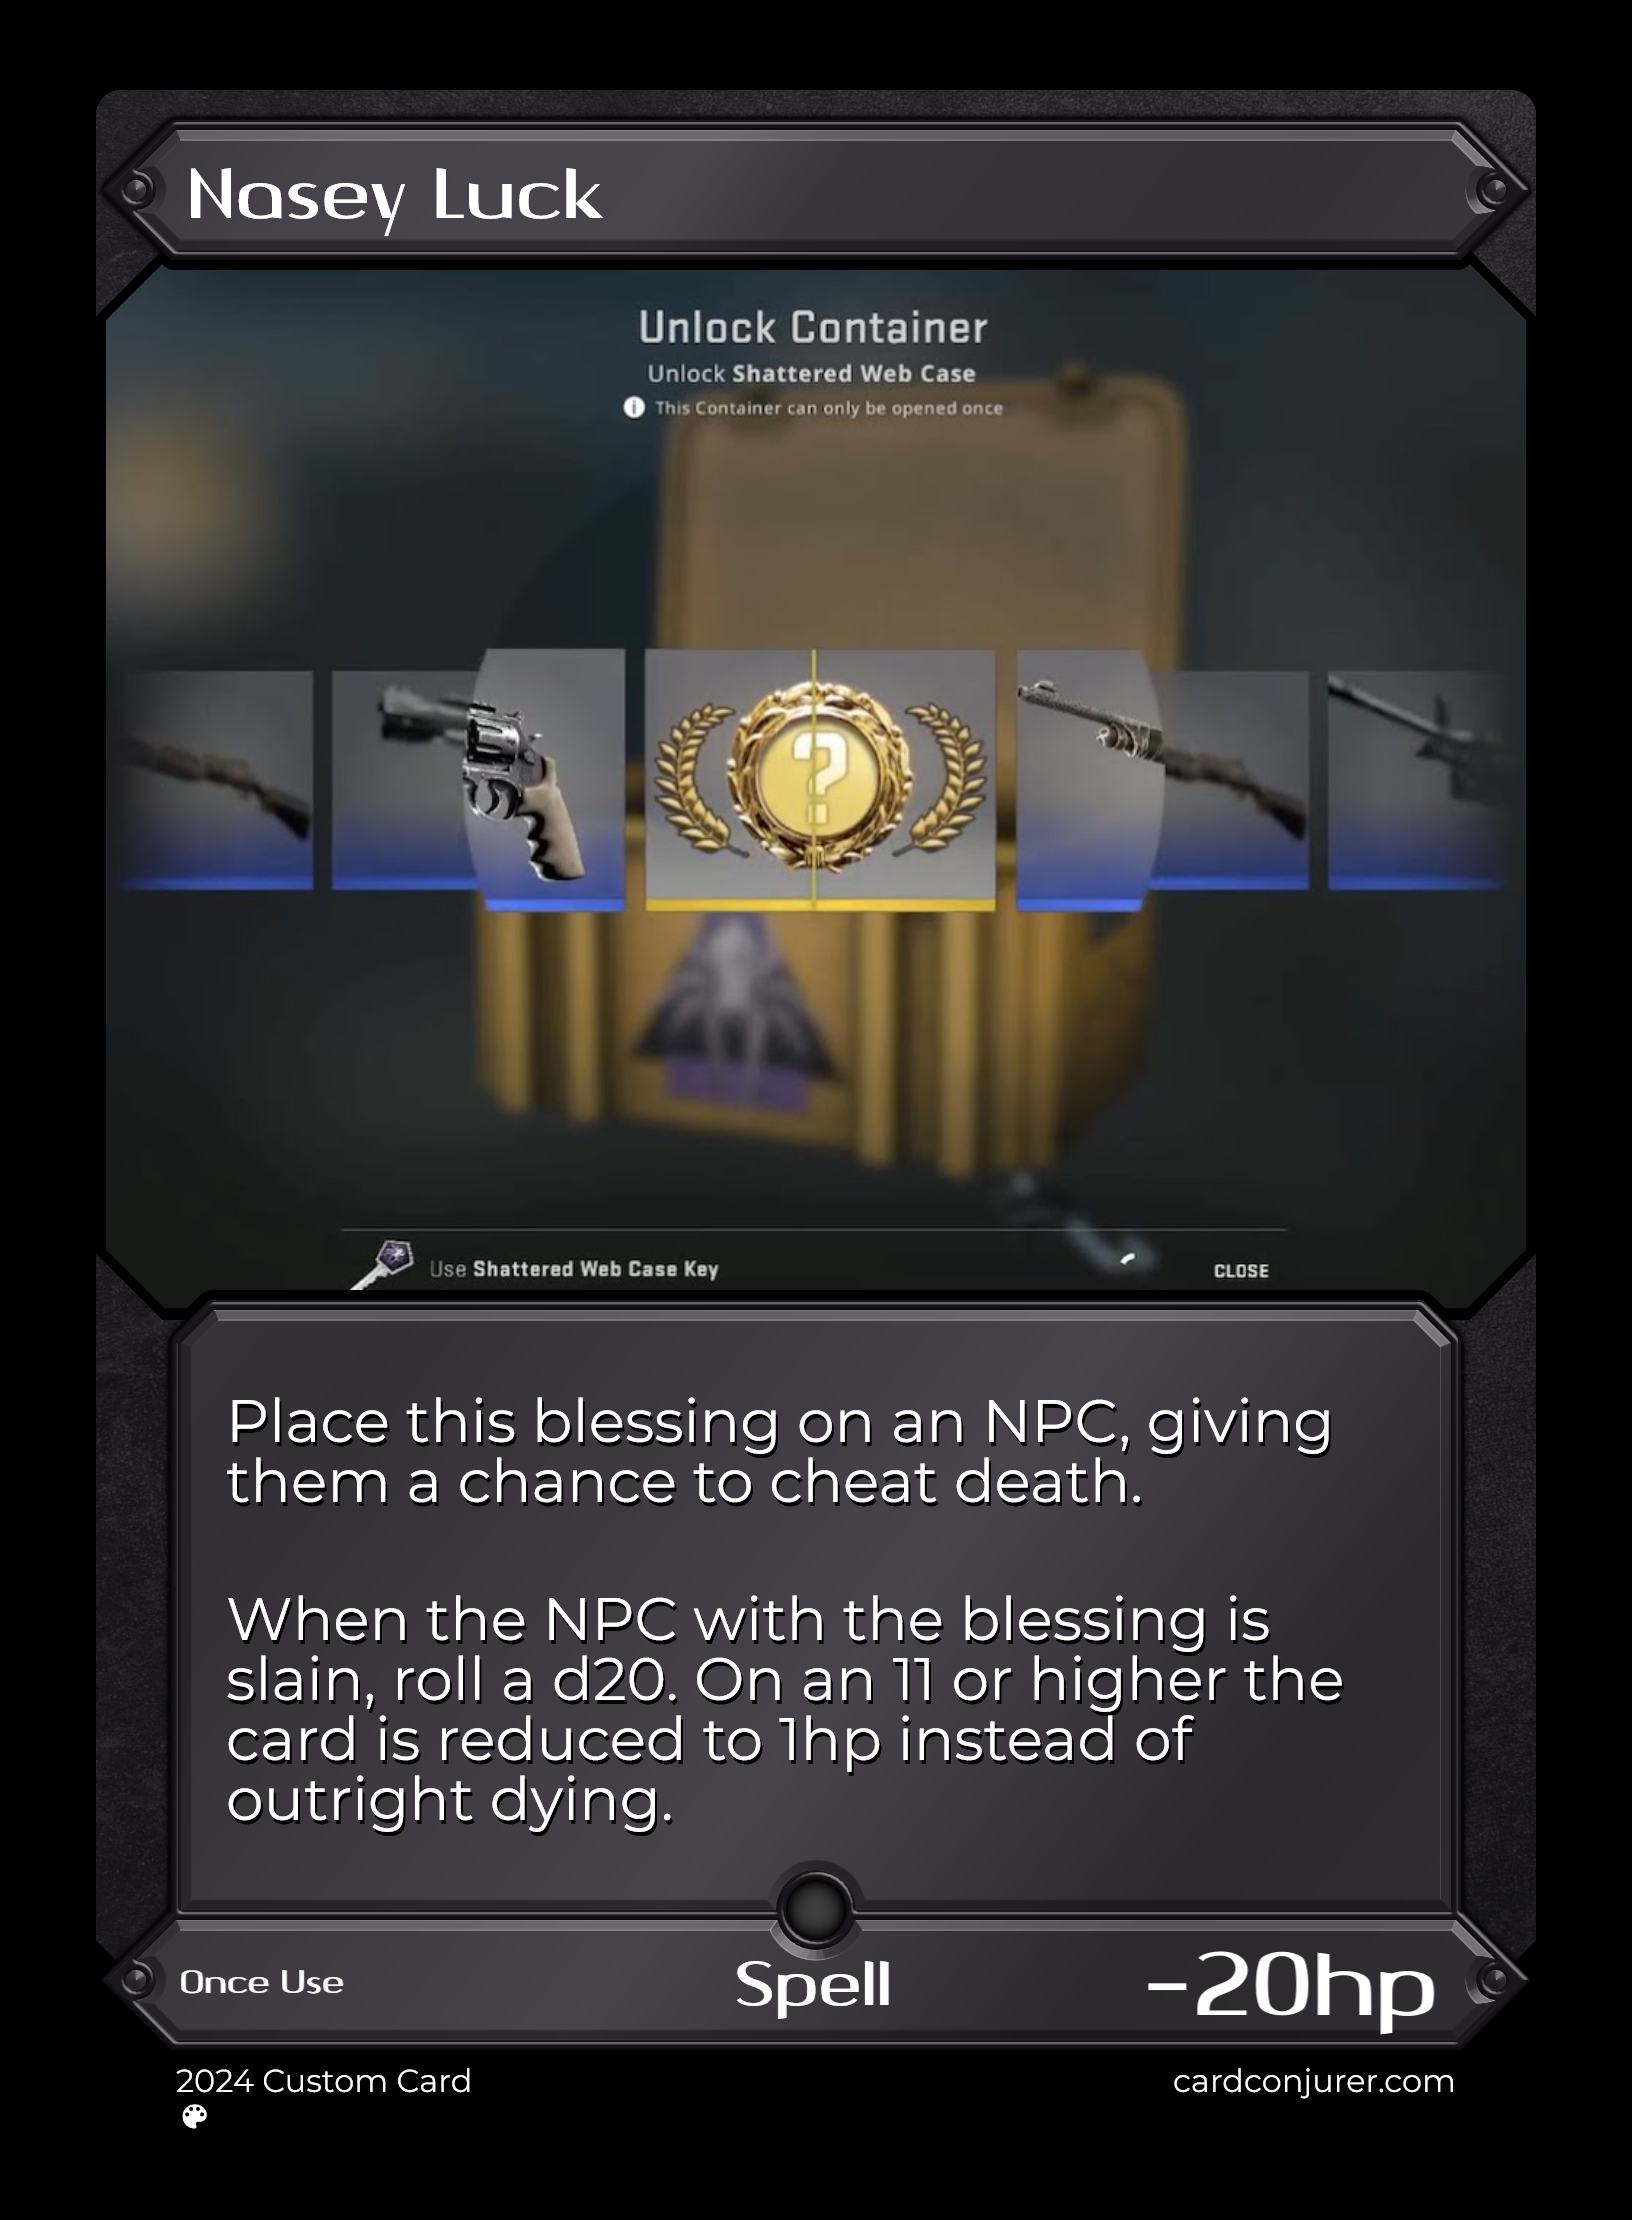 Nasey Luck
Unlock Container
Unlock Shattered Web Case
This Container can only be opened once
?
Use Shattered Web Case Key
CLOSE
Place this blessing on an NPC, giving
them a chance to cheat death.
When the NPC with the blessing is
slain, roll a d20. On an 11 or higher the
card is reduced to 1hp instead of
outright dying.
Once Use
Spell
-20hp
2024 Custom Card
cardconjurer.com